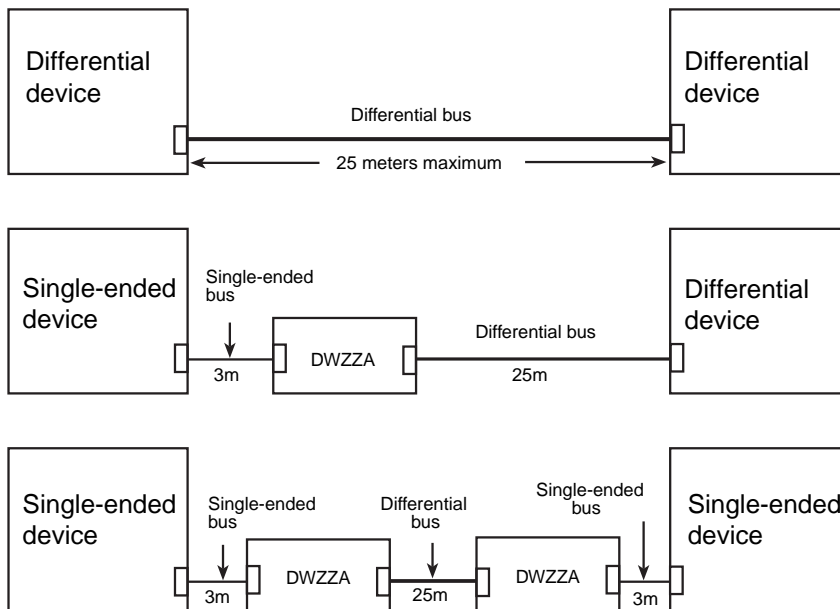 Differential
device
Differential
device
Differential bus
25 meters maximum
Single-ended
device
Single-ended
bus
3m
DWZZA
Differential bus
25m
Differential
device
Single-ended
device
Single-ended
bus
3m
DWZZA
Differential
bus
25m
DWZZA
Single-ended
bus
3m
Single-ended
device